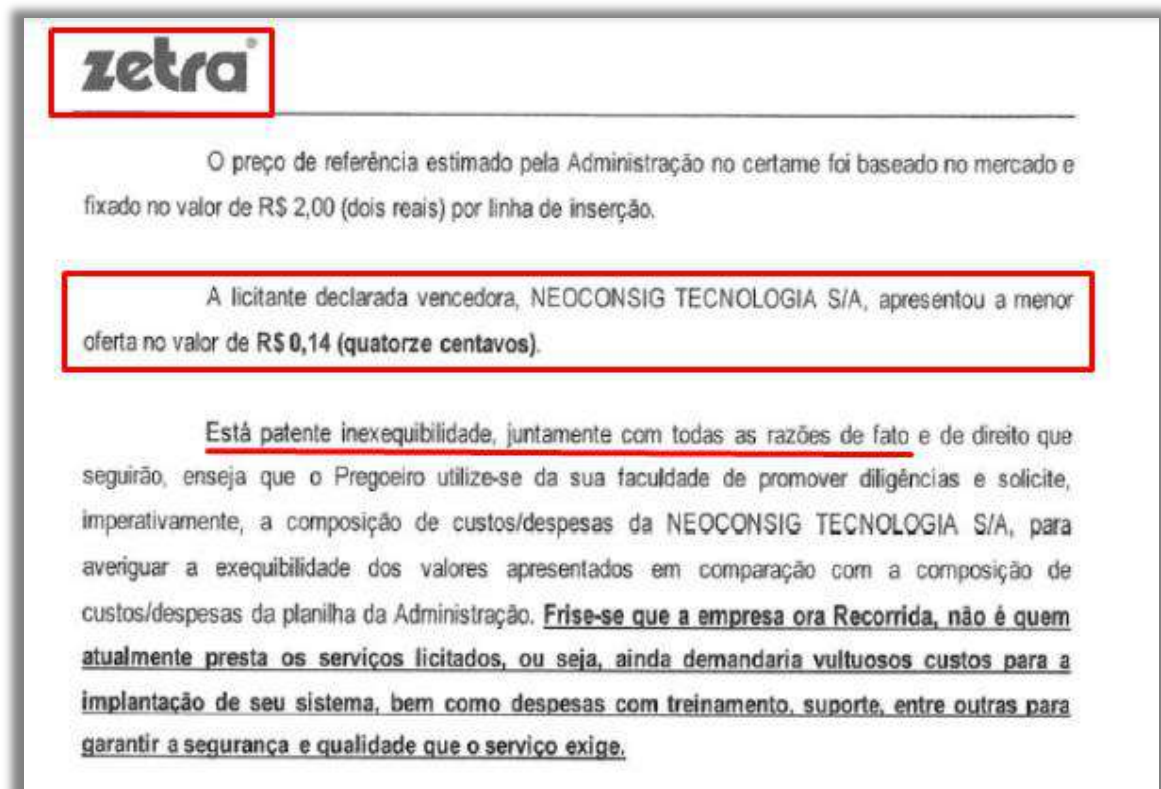 zetra®
O preço de referência estimado pela Administração no certame foi baseado no mercado e
fixado no valor de R$ 2,00 (dois reais) por linha de inserção.
A licitante declarada vencedora, NEOCONSIG TECNOLOGIA S/A, apresentou a menor
oferta no valor de R$ 0,14 (quatorze centavos).
Está patente inexequibilidade, juntamente com todas as razões de fato e de direito que
seguirão, enseja que o Pregoeiro utilize-se da sua faculdade de promover diligências e solicite,
imperativamente, a composição de custos/despesas da NEOCONSIG TECNOLOGIA S/A, para
averiguar a exequibilidade dos valores apresentados em comparação com a composição de
custos/despesas da planilha da Administração. Frise-se que a empresa ora Recorrida, não é quem
atualmente presta os serviços licitados, ou seja, ainda demandaria vultuosos custos para a
implantação de seu sistema, bem como despesas com treinamento, suporte, entre outras para
garantir a segurança e qualidade que o serviço exige.